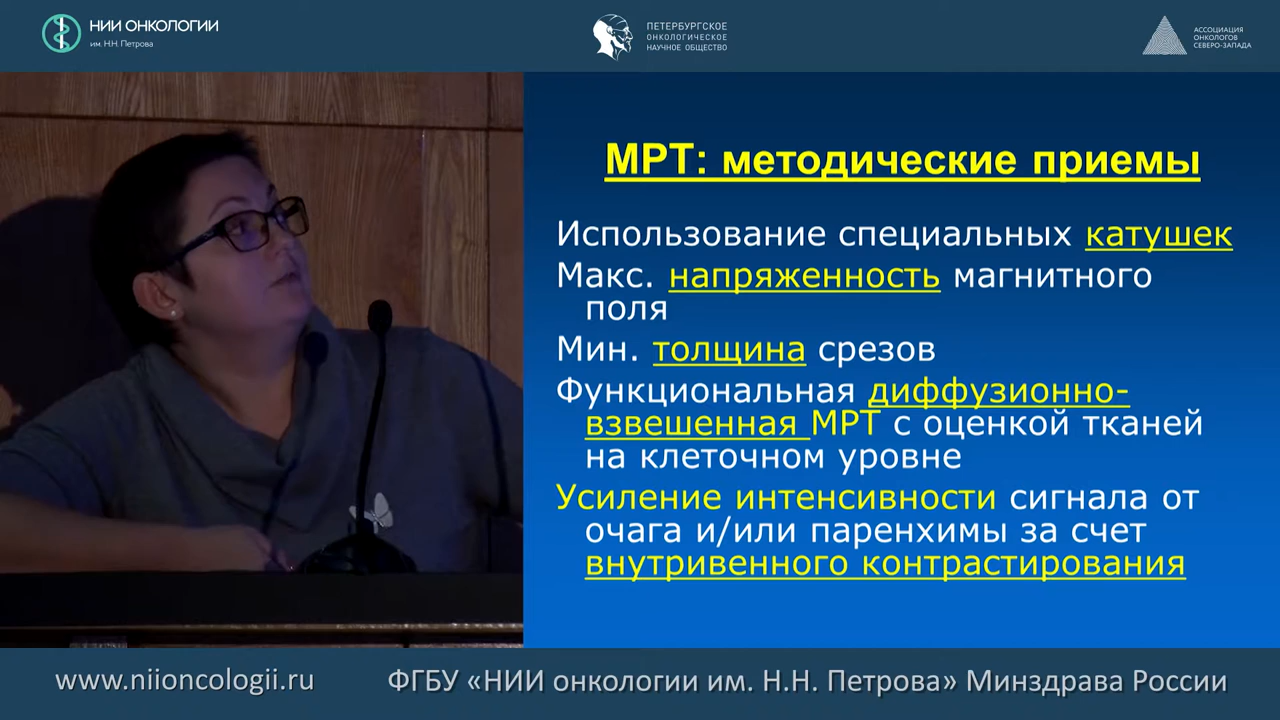 НИИ ОНКОЛОГИИ
им. Н.Н. Петрова
ПЕТЕРБУРГСКОЕ
ОНКОЛОГИЧЕСКОЕ
НАУЧНОЕ ОБЩЕСТВО
АССОЦИАЦИЯ
ОНКОЛОГОВ
СЕВЕРО-ЗАПАДА
МРТ: методические приемы
Использование специальных катушек
Макс. напряженность магнитного
поля
Мин. толщина срезов
Функциональная диффузионно-
взвешенная МРТ с оценкой тканей
на клеточном уровне
Усиление интенсивности сигнала от
очага и/или паренхимы за счет
внутривенного контрастирования
www.niioncologii.ru
ФГБУ «НИИ онкологии им. Н.Н. Петрова» Минздрава России